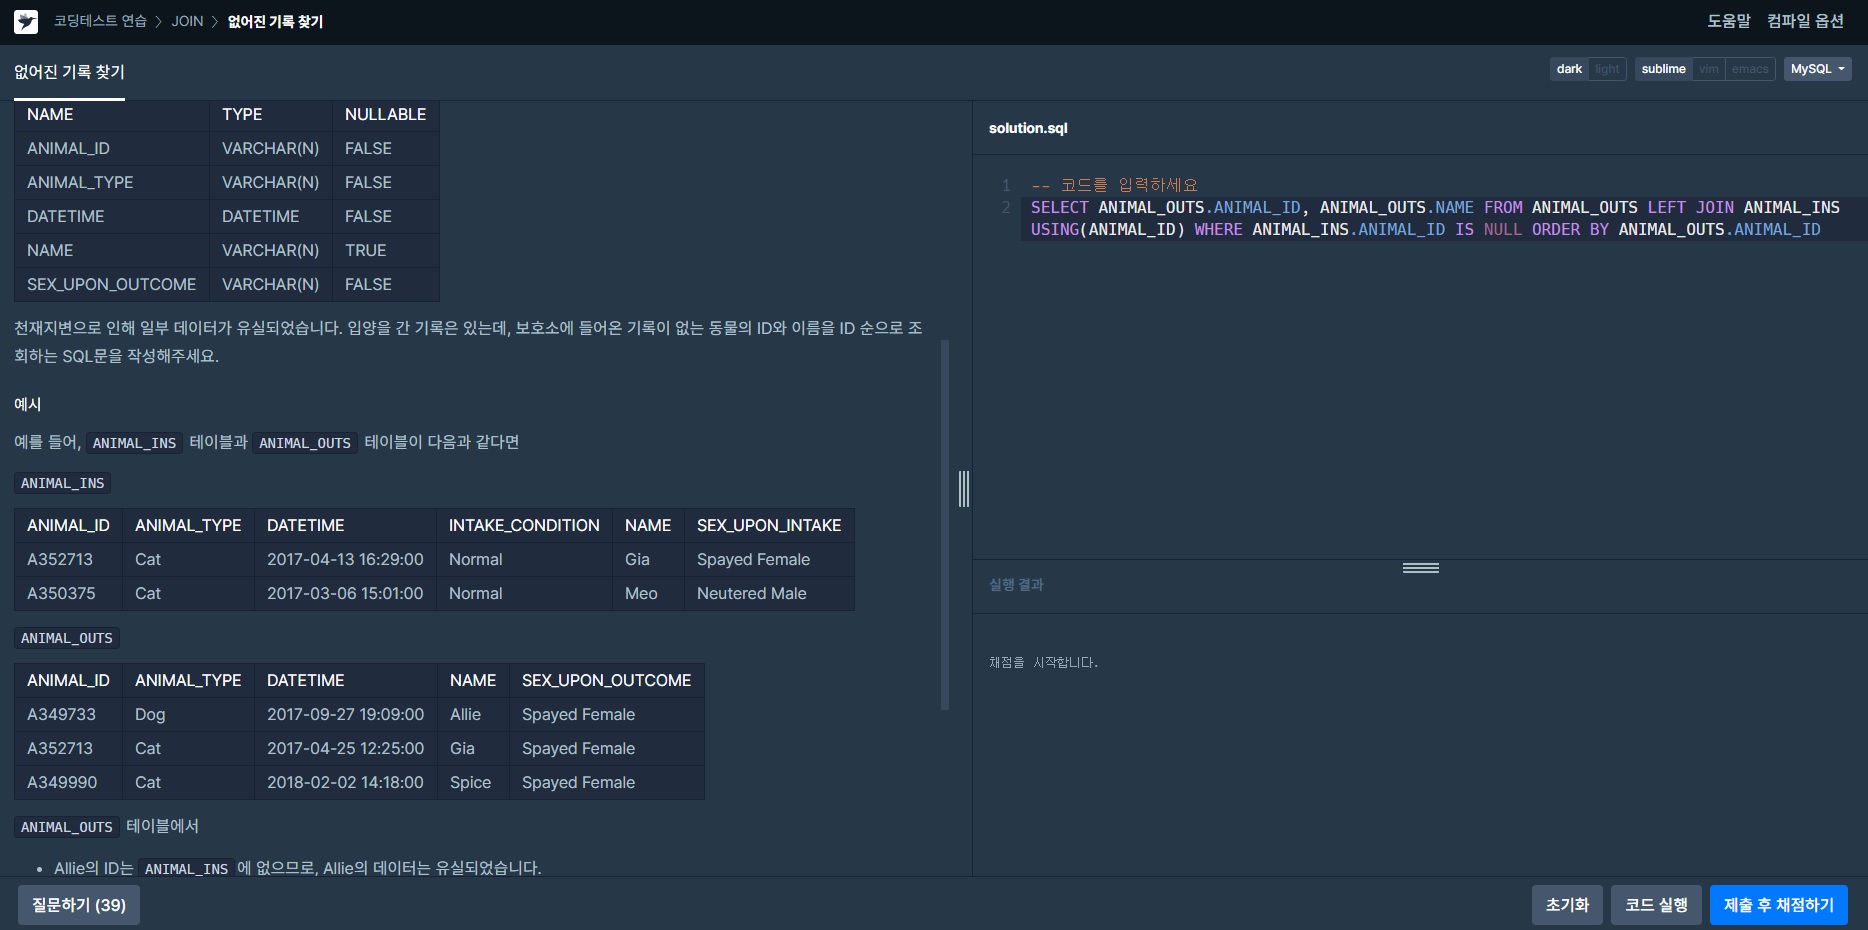 코딩테스트 연습 > JOIN > 없어진 기록 찾기
도움말 컴파일 옵션
없어진 기록 찾기
dark light sublime vim emacs MySQL
NAME TYPE NULLABLE
ANIMAL_ID VARCHAR(N) FALSE
ANIMAL_TYPE VARCHAR(N) FALSE
DATETIME DATETIME FALSE
NAME VARCHAR(N) TRUE
SEX_UPON_OUTCOME VARCHAR(N) FALSE
천재지변으로 인해 일부 데이터가 유실되었습니다. 입양을 간 기록은 있는데, 보호소에 들어온 기록이 없는 동물의 ID와 이름을 ID 순으로 조
회하는 SQL문을 작성해주세요.
예시
예를 들어, ANIMAL_INS 테이블과 ANIMAL_OUTS 테이블이 다음과 같다면
ANIMAL_INS
ANIMAL_ID ANIMAL_TYPE DATETIME INTAKE_CONDITION NAME SEX_UPON_INTAKE
A352713 Cat 2017-04-13 16:29:00 Normal Gia Spayed Female
A350375 Cat 2017-03-06 15:01:00 Normal Meo Neutered Male
ANIMAL_OUTS
ANIMAL_ID ANIMAL_TYPE DATETIME NAME SEX_UPON_OUTCOME
A349733 Dog 2017-09-27 19:09:00 Allie Spayed Female
A352713 Cat 2017-04-25 12:25:00 Gia Spayed Female
A349990 Cat 2018-02-02 14:18:00 Spice Spayed Female
ANIMAL_OUTS 테이블에서
• Allie의 ID는 ANIMAL_INS 에 없으므로, Allie의 데이터는 유실되었습니다.
solution.sql
1 -- 코드를 입력하세요
2 SELECT ANIMAL_OUTS.ANIMAL_ID, ANIMAL_OUTS.NAME FROM ANIMAL_OUTS LEFT JOIN ANIMAL_INS
USING(ANIMAL_ID) WHERE ANIMAL_INS.ANIMAL_ID IS NULL ORDER BY ANIMAL_OUTS.ANIMAL_ID
실행 결과
채점을 시작합니다.
질문하기 (39)
초기화 코드 실행 제출 후 채점하기